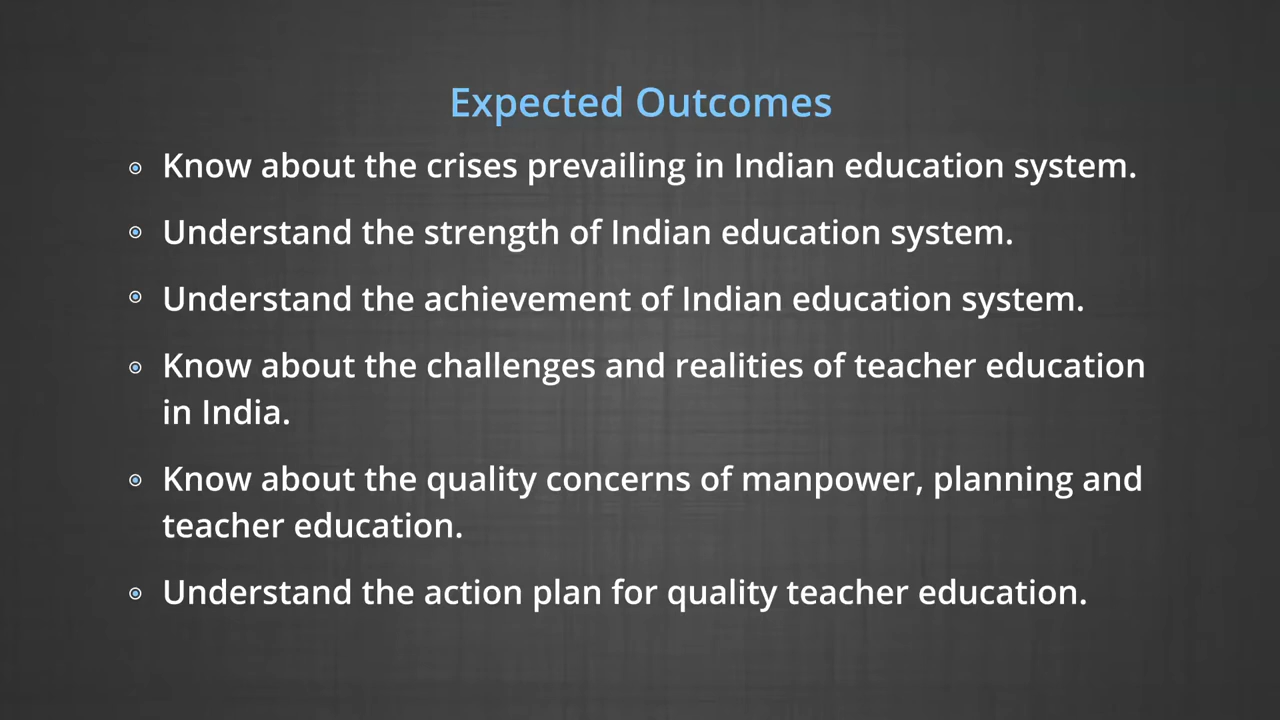 Expected Outcomes
Know about the crises prevailing in Indian education system.
Understand the strength of Indian education system.
Understand the achievement of Indian education system.
Know about the challenges and realities of teacher education
in India.
Know about the quality concerns of manpower, planning and
teacher education.
Understand the action plan for quality teacher education.